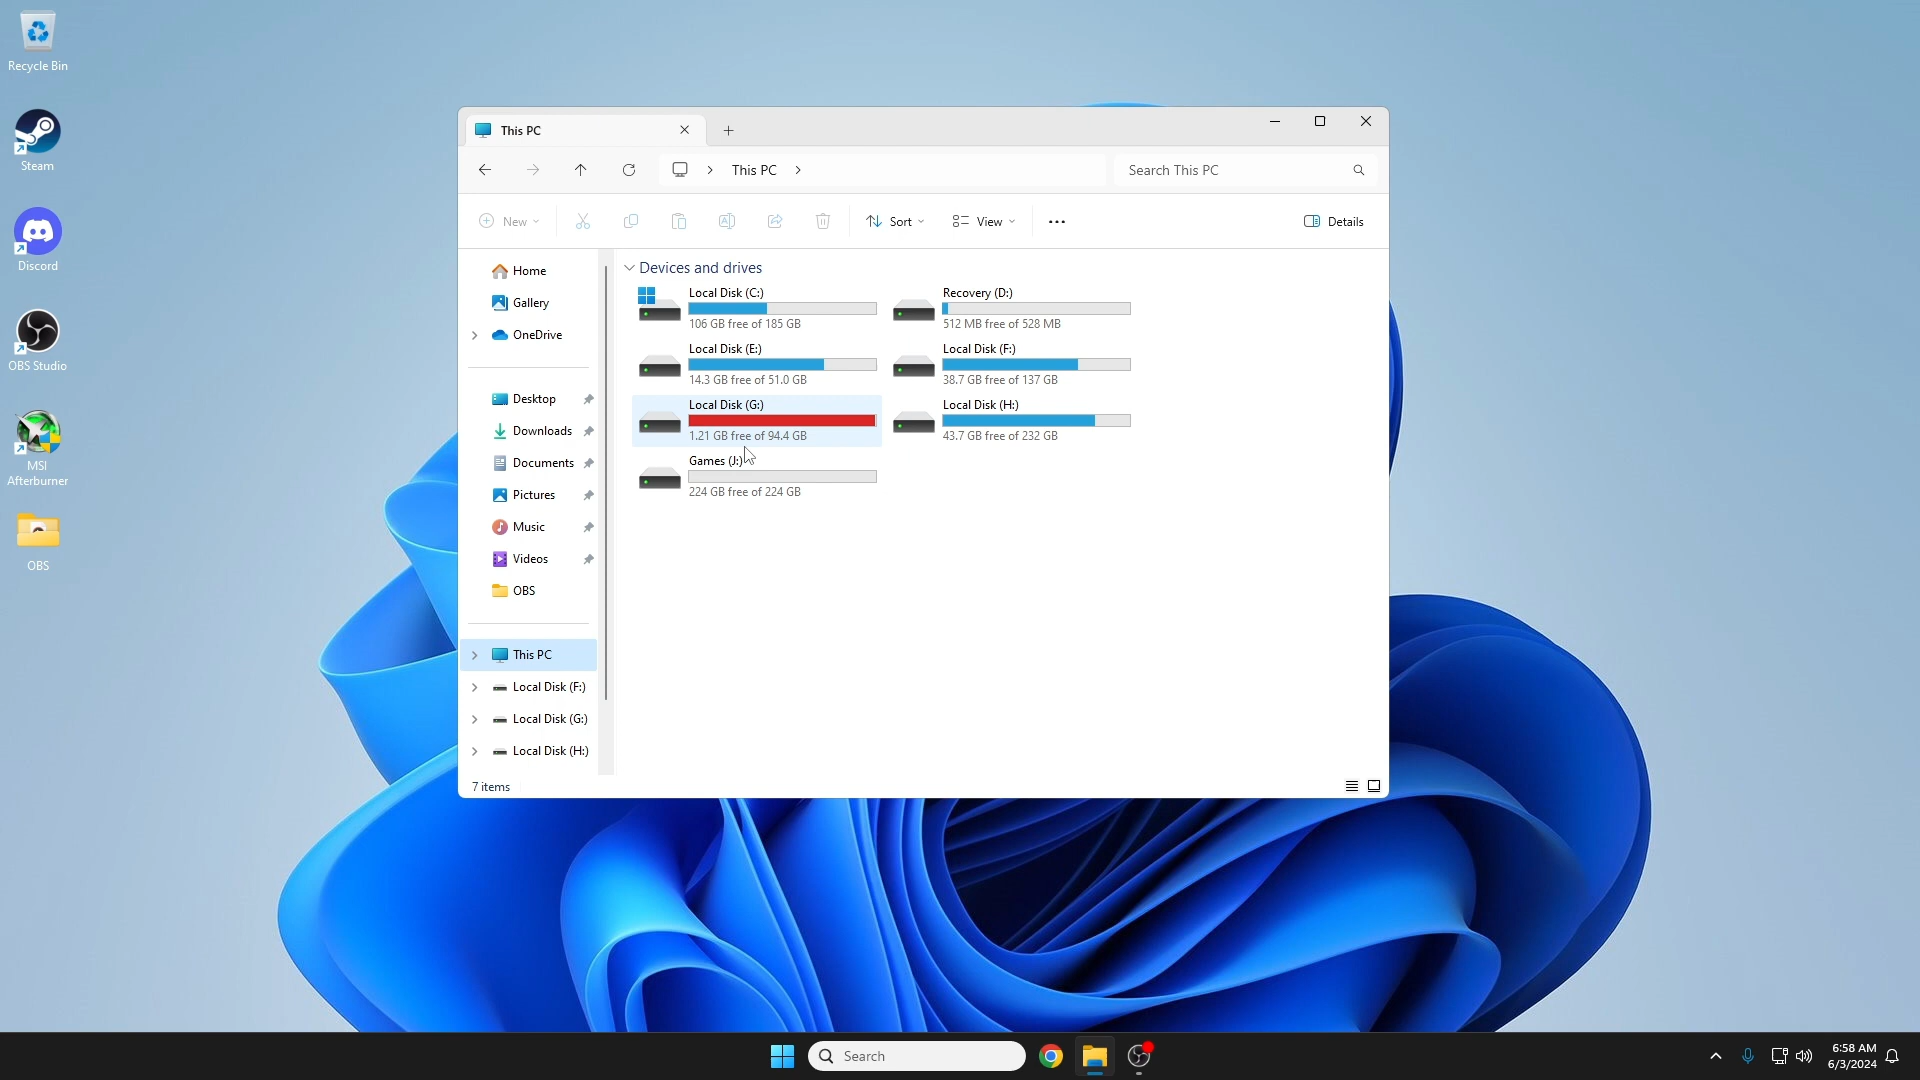 Recycle Bin
Steam
Discord
OBS Studio
MSI
Afterburner
OBS
This PC
This PC
Search This PC
New
Sort
View
Details
Home
Gallery
OneDrive
Desktop
Downloads
Documents
Pictures
Music
Videos
OBS
This PC
Local Disk (F:)
Local Disk (G:)
Local Disk (H:)
Devices and drives
Local Disk (C:)
106 GB free of 185 GB
Recovery (D:)
512 MB free of 528 MB
Local Disk (E:)
14.3 GB free of 51.0 GB
Local Disk (F:)
38.7 GB free of 137 GB
Local Disk (G:)
1.21 GB free of 94.4 GB
Local Disk (H:)
43.7 GB free of 232 GB
Games (J:)
224 GB free of 224 GB
7 items
Search
6:58 AM
6/3/2024